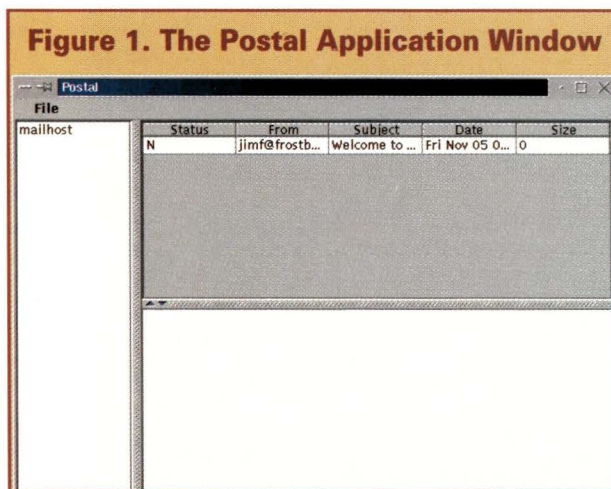 Figure 1. The Postal Application Window
Postal
File
mailhost
Status From Subject Date Size
N jimf@frostb... Welcome to ... Fri Nov 05 0... 0